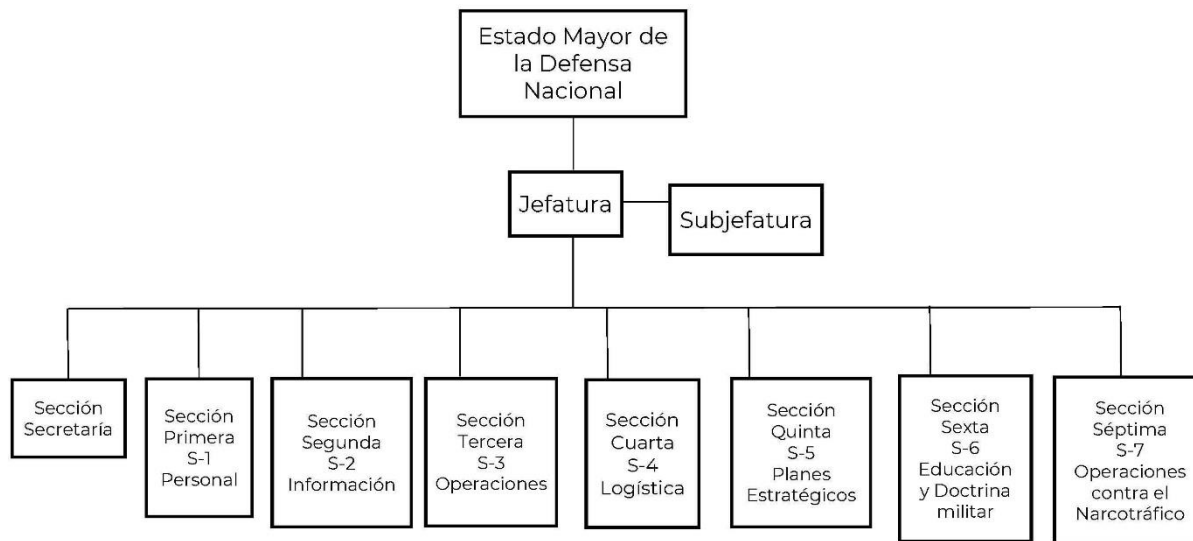 Estado Mayor de
la Defensa
Nacional
Jefatura
Subjefatura
Sección
Secretaría
Sección
Primera
S-1
Personal
Sección
Segunda
S-2
Información
Sección
Tercera
S-3
Operaciones
Sección
Cuarta
S-4
Logística
Sección
Quinta
S-5
Planes
Estratégicos
Sección
Sexta
S-6
Educación
y Doctrina
militar
Sección
Séptima
S-7
Operaciones
contra el
Narcotráfico